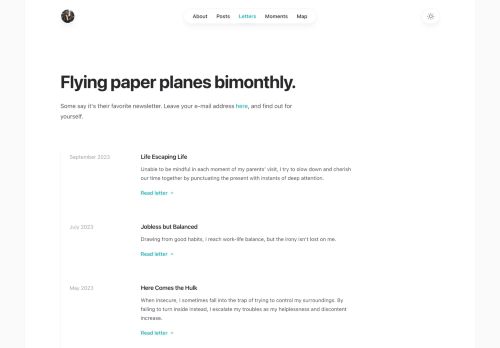 About Posts Letters Moments Map
Flying paper planes bimonthly.
Some say it's their favorite newsletter. Leave your e-mail address here, and find out for
yourself.
September 2023
Life Escaping Life
Unable to be mindful in each moment of my parents' visit, I try to slow down and cherish
our time together by punctuating the present with instants of deep attention.
Read letter >
July 2023
Jobless but Balanced
Drawing from good habits, I reach work-life balance, but the irony isn't lost on me.
Read letter >
May 2023
Here Comes the Hulk
When insecure, I sometimes fall into the trap of trying to control my surroundings. By
failing to turn inside instead, I escalate my troubles as my helplessness and discontent
increase.
Read letter >